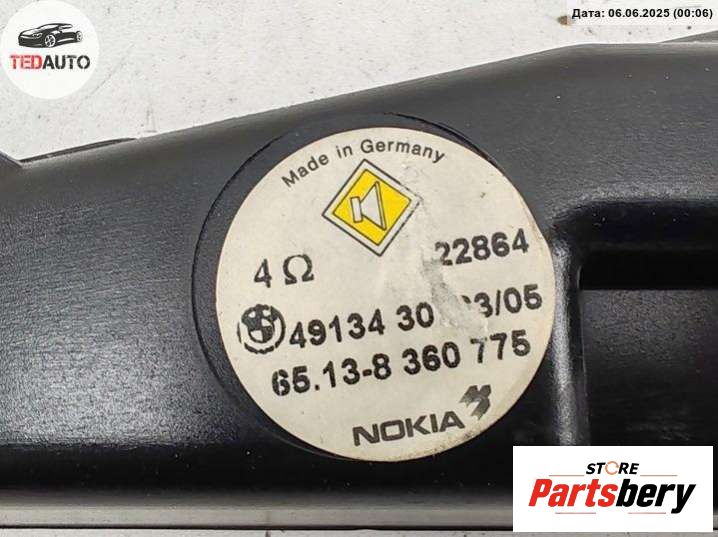 Дата: 06.06.2025 (00:06)
TEDAUTO
Made in Germany
4 Ω
22864
49134 30 3/05
65.13-8 360 775
NOKIA
STORE
Partsbery